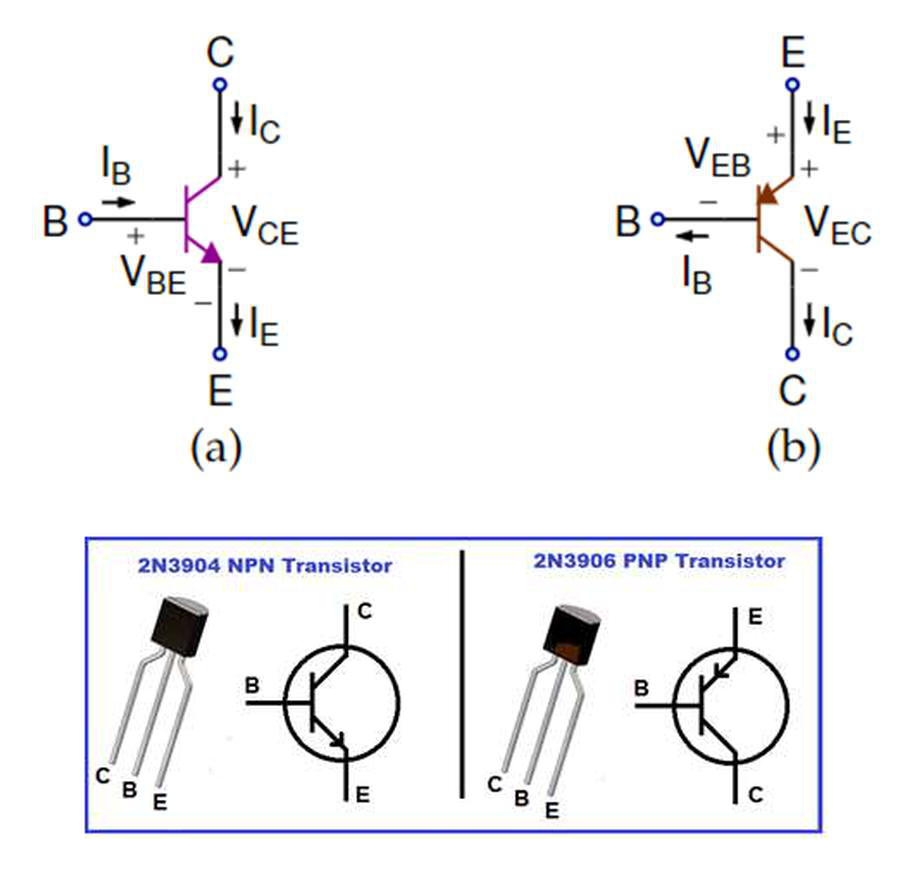 C
I_C
I_B
+
B
V_CE
+
V_BE
−
−
I_E
E
(a)
E
+
I_E
V_EB
+
B
−
V_EC
I_B
−
I_C
C
(b)
2N3904 NPN Transistor
C
B
C
B
E
E
2N3906 PNP Transistor
E
B
C
B
E
C